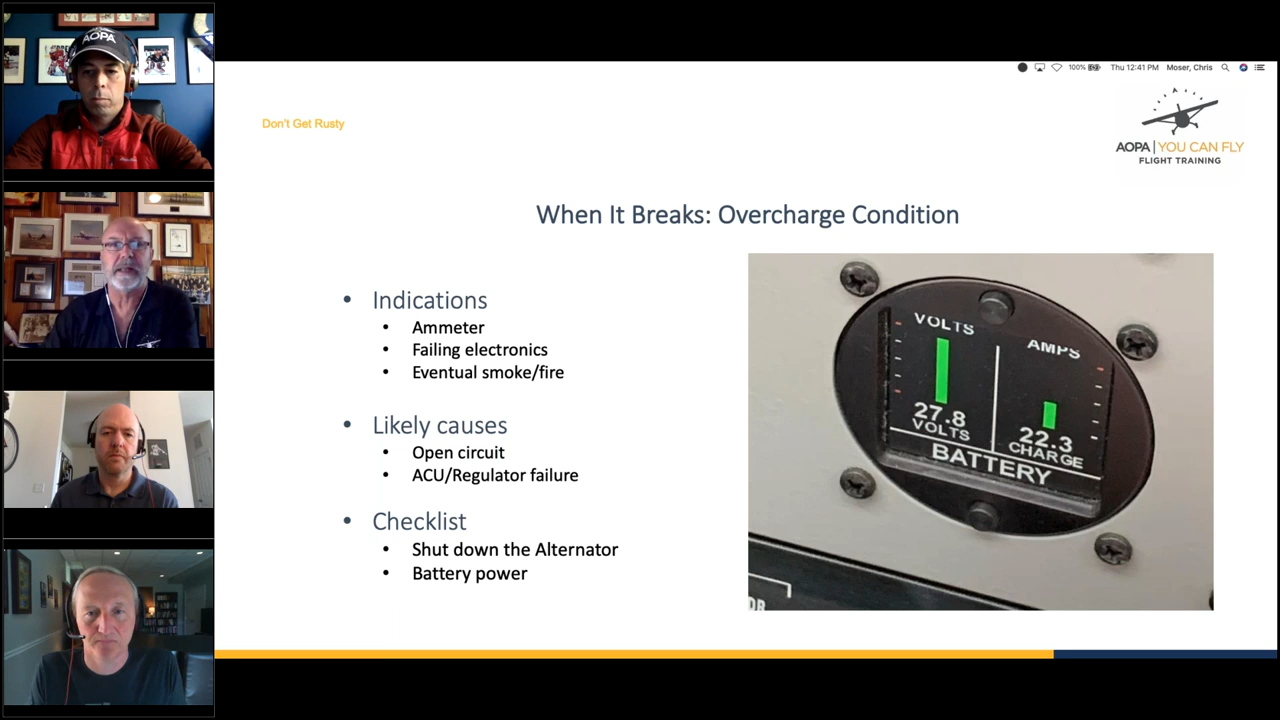 AOPA
100%
Thu 12:41 PM
Moser, Chris
Don't Get Rusty
AOPA | YOU CAN FLY
FLIGHT TRAINING
When It Breaks: Overcharge Condition
• Indications
• Ammeter
• Failing electronics
• Eventual smoke/fire
• Likely causes
• Open circuit
• ACU/Regulator failure
• Checklist
• Shut down the Alternator
• Battery power
VOLTS
AMPS
27.8
VOLTS
22.3
CHARGE
BATTERY